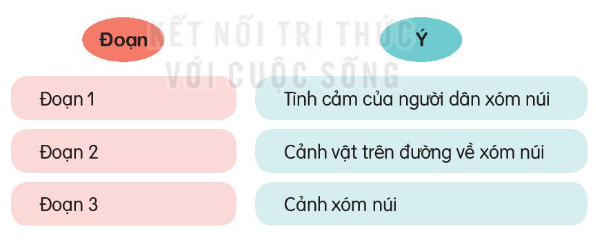 KẾT NỐI TRI THỨC
VỚI CUỘC SỐNG
Đoạn Ý
Đoạn 1 Tình cảm của người dân xóm núi
Đoạn 2 Cảnh vật trên đường về xóm núi
Đoạn 3 Cảnh xóm núi